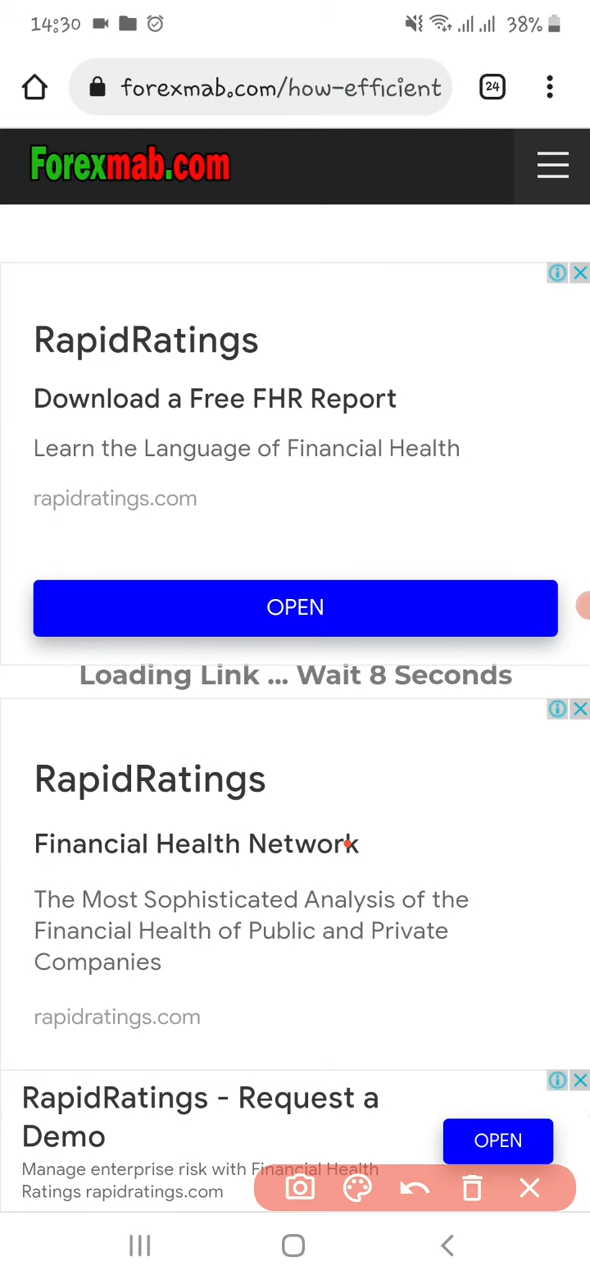 14:30
38%
forexmab.com/how-efficient
24
Forexmab.com
RapidRatings
Download a Free FHR Report
Learn the Language of Financial Health
rapidratings.com
OPEN
Loading Link ... Wait 8 Seconds
RapidRatings
Financial Health Network
The Most Sophisticated Analysis of the
Financial Health of Public and Private
Companies
rapidratings.com
RapidRatings - Request a
Demo
OPEN
Manage enterprise risk with Financial Health
Ratings rapidratings.com